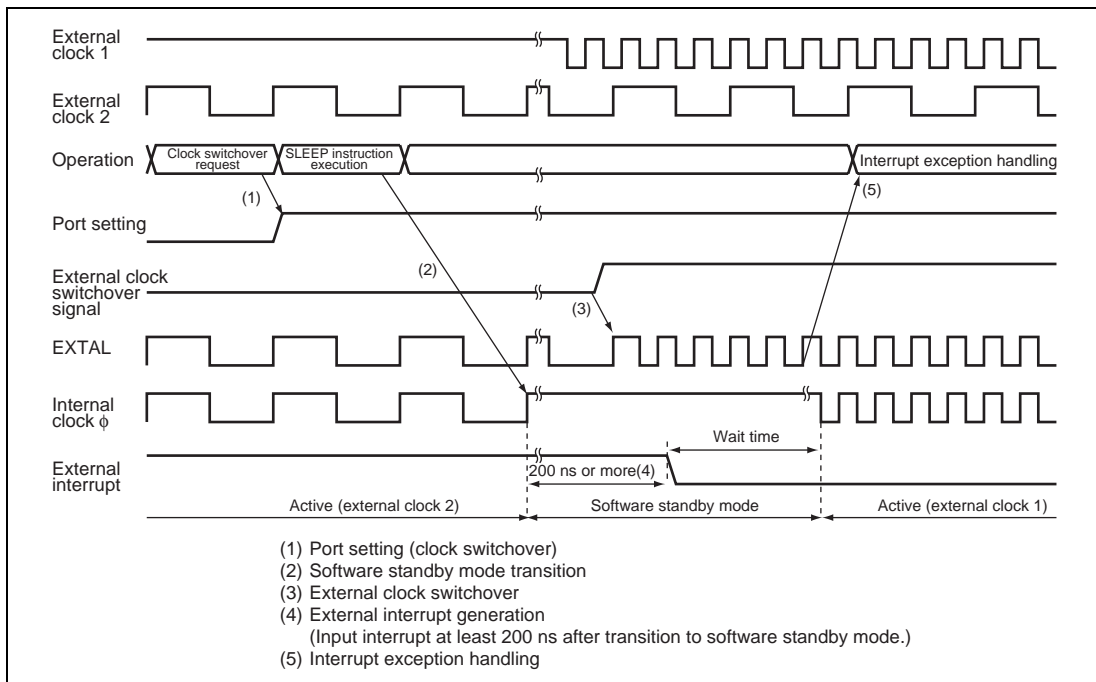 External
clock 1
External
clock 2
Operation
Clock switchover
request
SLEEP instruction
execution
Interrupt exception handling
(1)
(5)
Port setting
(2)
External clock
switchover
signal
(3)
EXTAL
Internal
clock ϕ
Wait time
External
interrupt
200 ns or more(4)
Active (external clock 2)
Software standby mode
Active (external clock 1)
(1) Port setting (clock switchover)
(2) Software standby mode transition
(3) External clock switchover
(4) External interrupt generation
(Input interrupt at least 200 ns after transition to software standby mode.)
(5) Interrupt exception handling